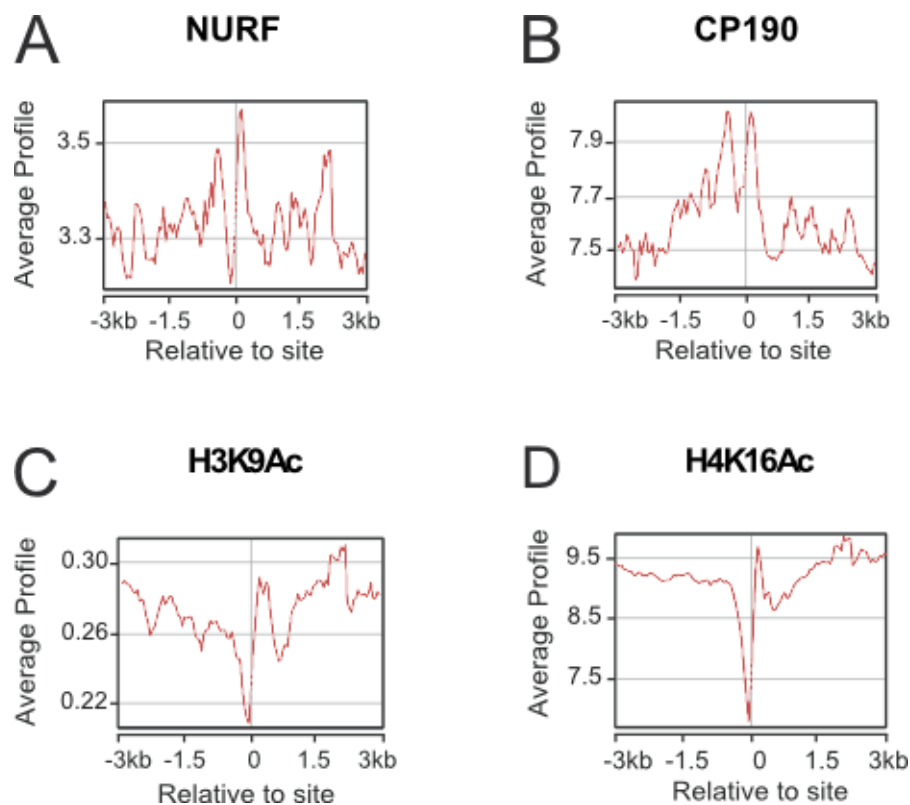 A
NURF
Average Profile
3.5
3.3
-3kb -1.5 0 1.5 3kb
Relative to site
B
CP190
Average Profile
7.9
7.7
7.5
-3kb -1.5 0 1.5 3kb
Relative to site
C
H3K9Ac
Average Profile
0.30
0.26
0.22
-3kb -1.5 0 1.5 3kb
Relative to site
D
H4K16Ac
Average Profile
9.5
8.5
7.5
-3kb -1.5 0 1.5 3kb
Relative to site